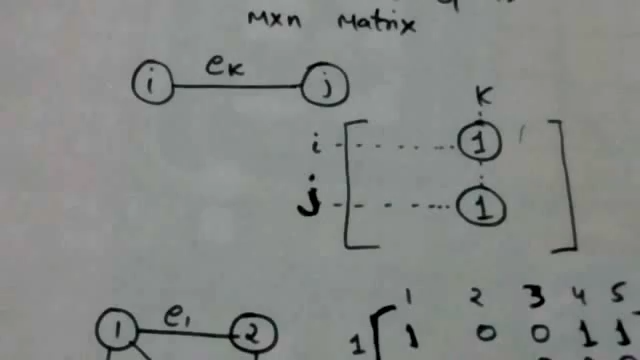 mxn Matrix
i eK j
K
i 1
j 1
1 e1 2
1 2 3 4 5
1 1 0 0 1 1